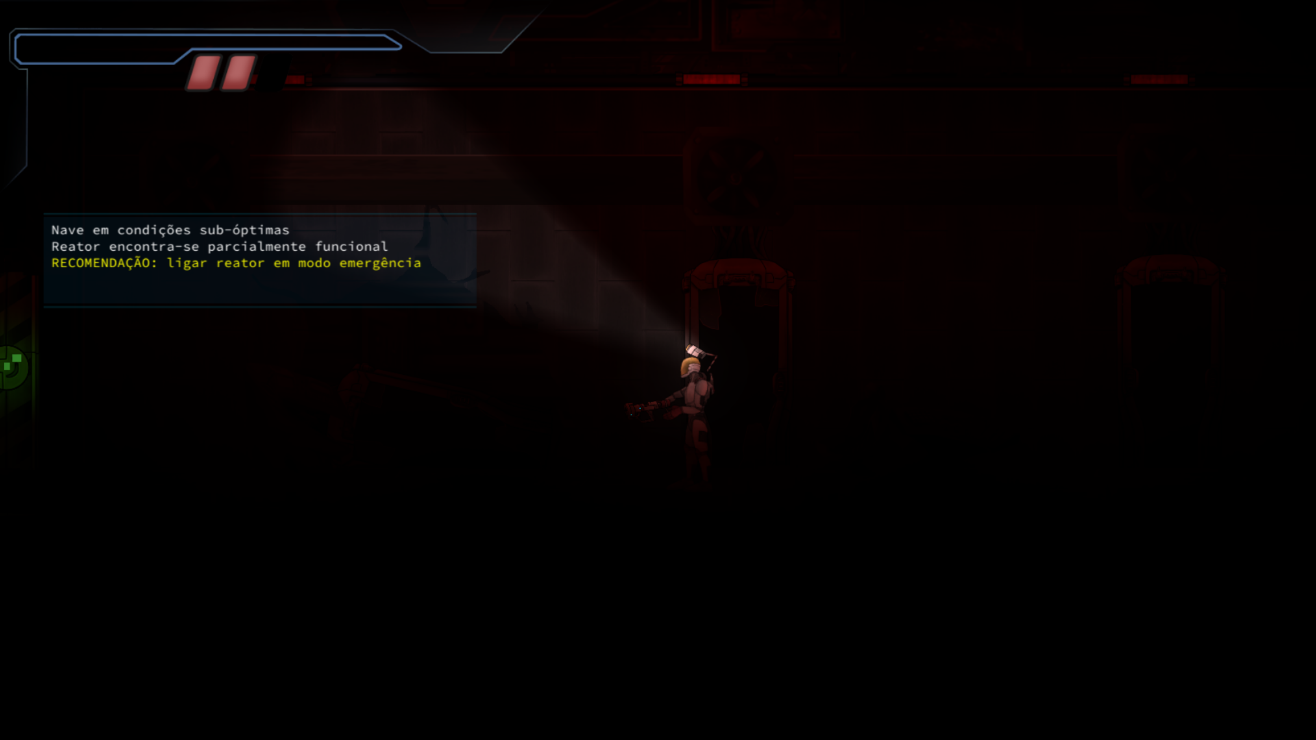 Nave em condições sub-óptimas
Reator encontra-se parcialmente funcional
RECOMENDAÇÃO: ligar reator em modo emergência